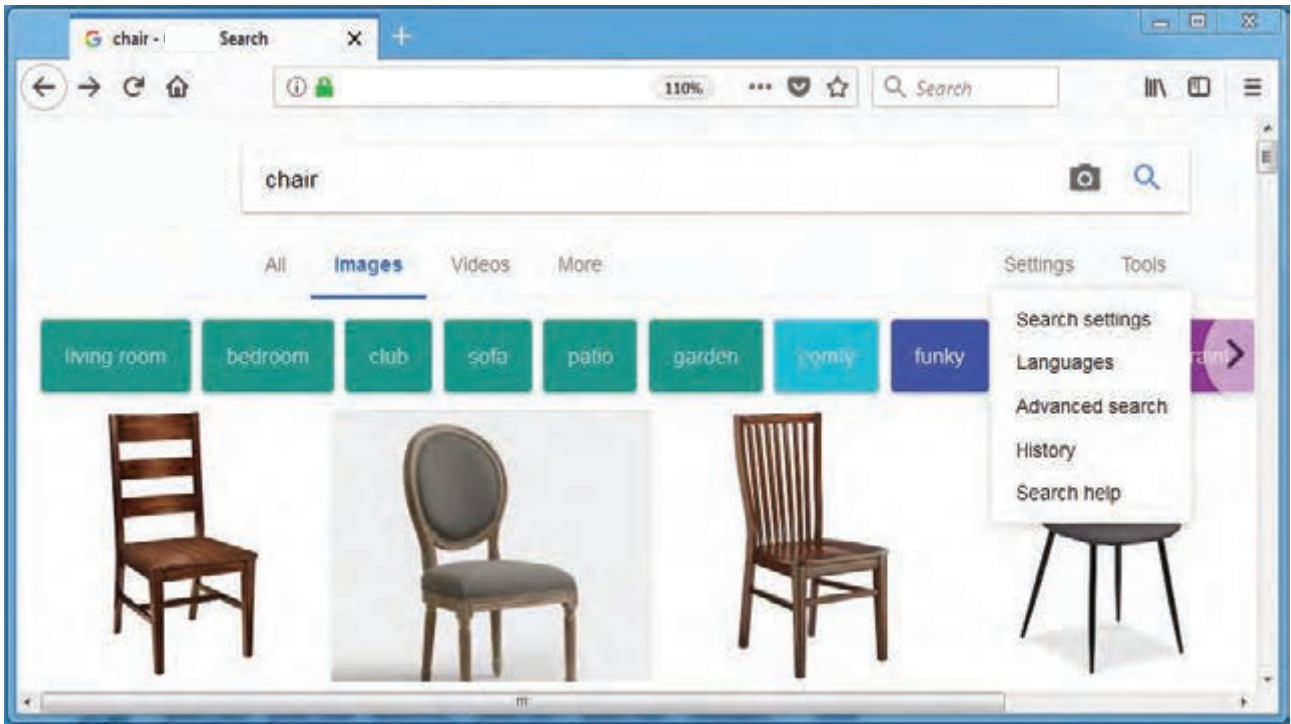 chair - Search
110%
Search
chair
All Images Videos More Settings Tools
Search settings
living room bedroom club sofa patio garden comfy funky
Languages
Advanced search
History
Search help